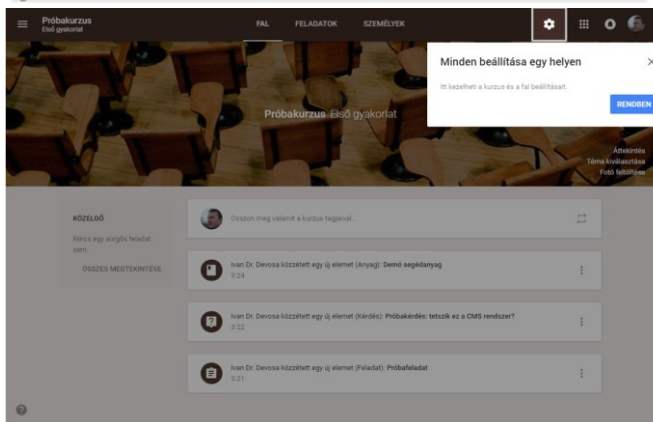 Próbakurzus
Első gyakorlat
FAL FELADATOK SZEMÉLYEK
Minden beállítása egy helyen
Itt kezelheti a kurzus és a fal beállításait.
RENDBEN
Próbakurzus Első gyakorlat
Áttekintés
Téma kiválasztása
Fotó feltöltése
KÖZELGŐ
Nincs egy sürgős feladat
sem.
ÖSSZES MEGTEKINTÉSE
Osszon meg valamit a kurzus tagjaival...
Ivan Dr. Devosa közzétett egy új elemet (Anyag): Demó segédanyag
3:24
Ivan Dr. Devosa közzétett egy új elemet (Kérdés): Próbakérdés: tetszik ez a CMS rendszer?
3:22
Ivan Dr. Devosa közzétett egy új elemet (Feladat): Próbafeladat
3:21